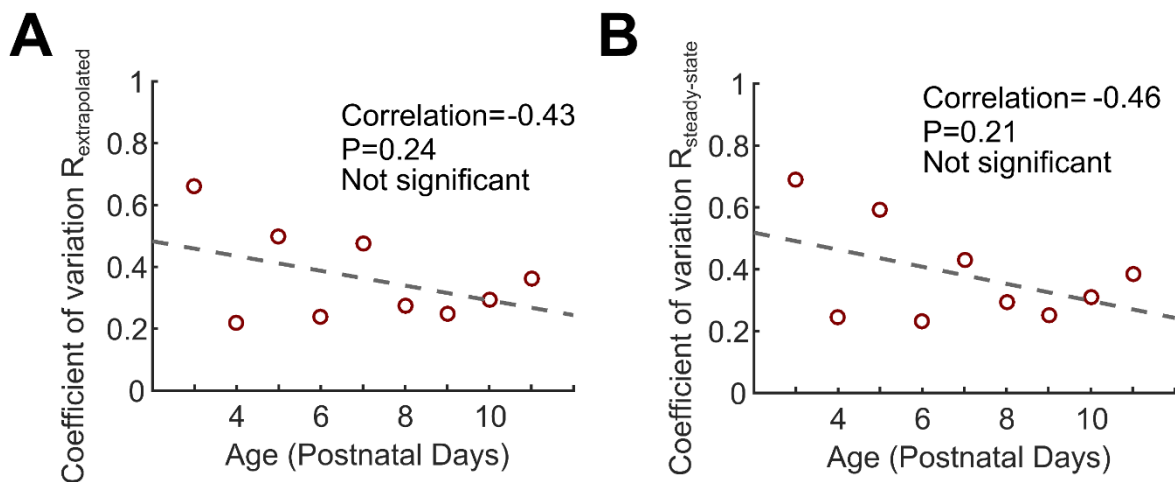 A
Coefficient of variation R_extrapolated
1
0.8
0.6
0.4
0.2
0
Correlation=-0.43
P=0.24
Not significant
4 6 8 10
Age (Postnatal Days)
B
Coefficient of variation R_steady-state
1
0.8
0.6
0.4
0.2
0
Correlation= -0.46
P=0.21
Not significant
4 6 8 10
Age (Postnatal Days)